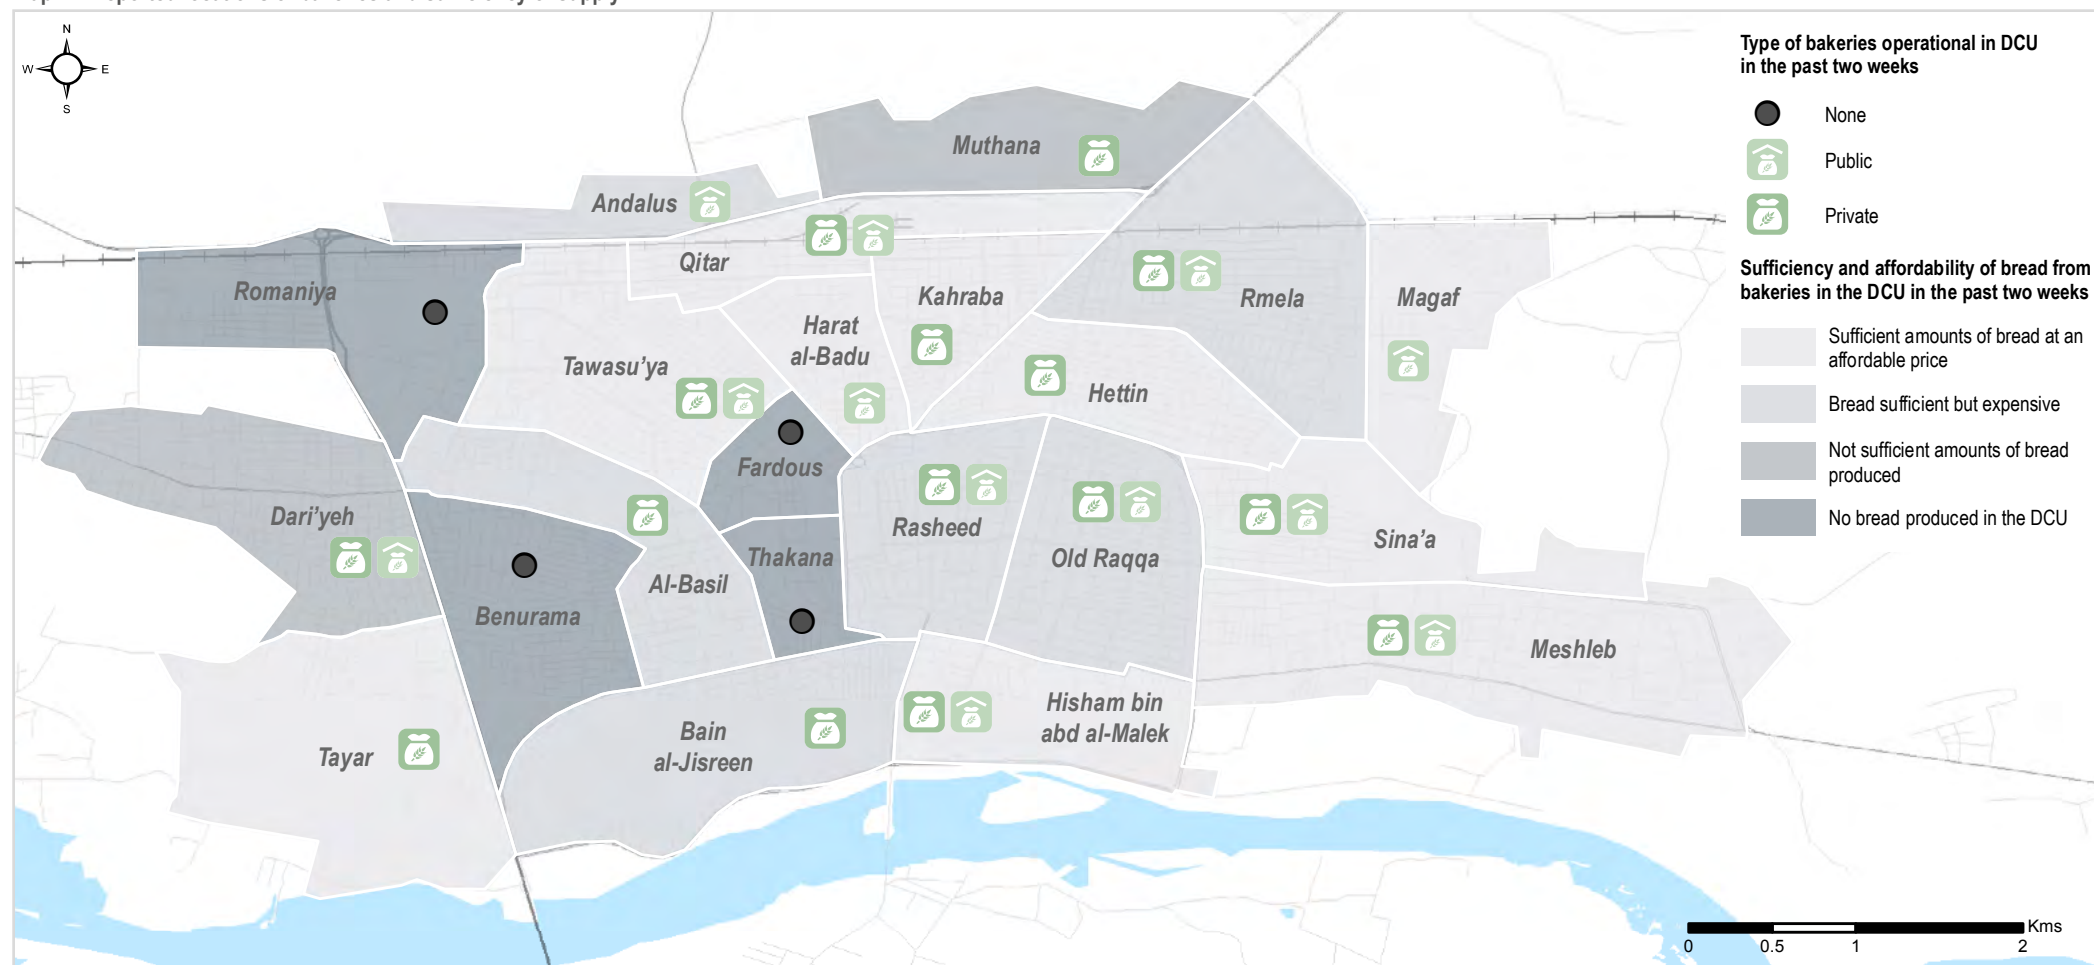 N
W
E
S
Type of bakeries operational in DCU
in the past two weeks
None
Public
Private
Sufficiency and affordability of bread from
bakeries in the DCU in the past two weeks
Sufficient amounts of bread at an
affordable price
Bread sufficient but expensive
Not sufficient amounts of bread
produced
No bread produced in the DCU
Muthana
Andalus
Qitar
Romaniya
Kahraba
Rmela
Magaf
Harat
al-Badu
Tawasu'ya
Hettin
Fardous
Dari'yeh
Rasheed
Old Raqqa
Sina'a
Thakana
Al-Basil
Benurama
Meshleb
Hisham bin
abd al-Malek
Bain
al-Jisreen
Tayar
Kms
0
0.5
1
2